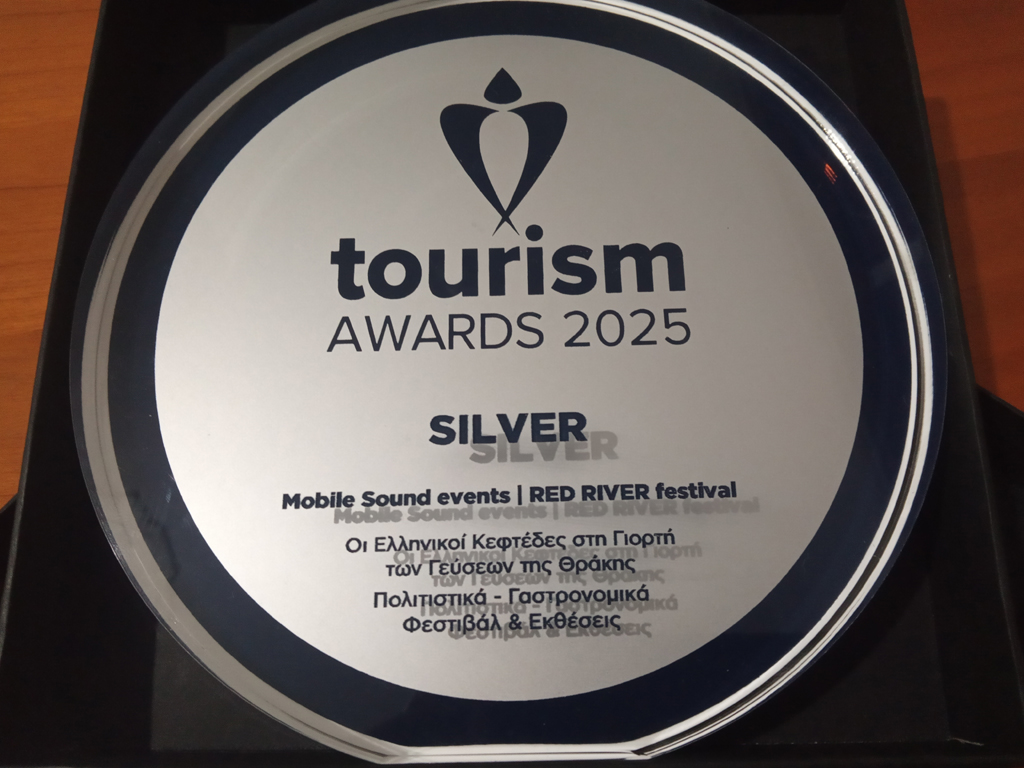 tourism
AWARDS 2025
SILVER
Mobile Sound events | RED RIVER festival
Οι Ελληνικοί Κεφτέδες στη Γιορτή
των Γεύσεων της Θράκης
Πολιτιστικά - Γαστρονομικά
Φεστιβάλ & Εκθέσεις